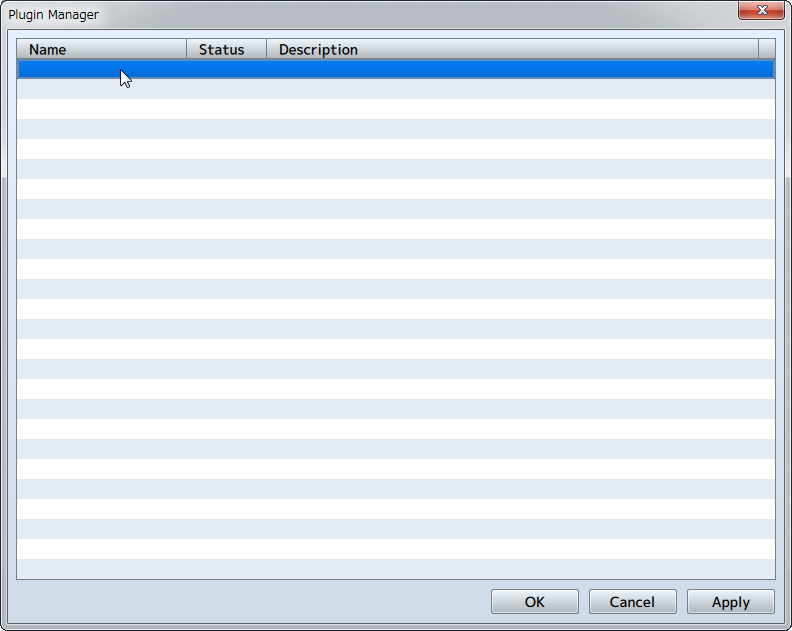 Plugin Manager
Name Status Description
OK Cancel Apply